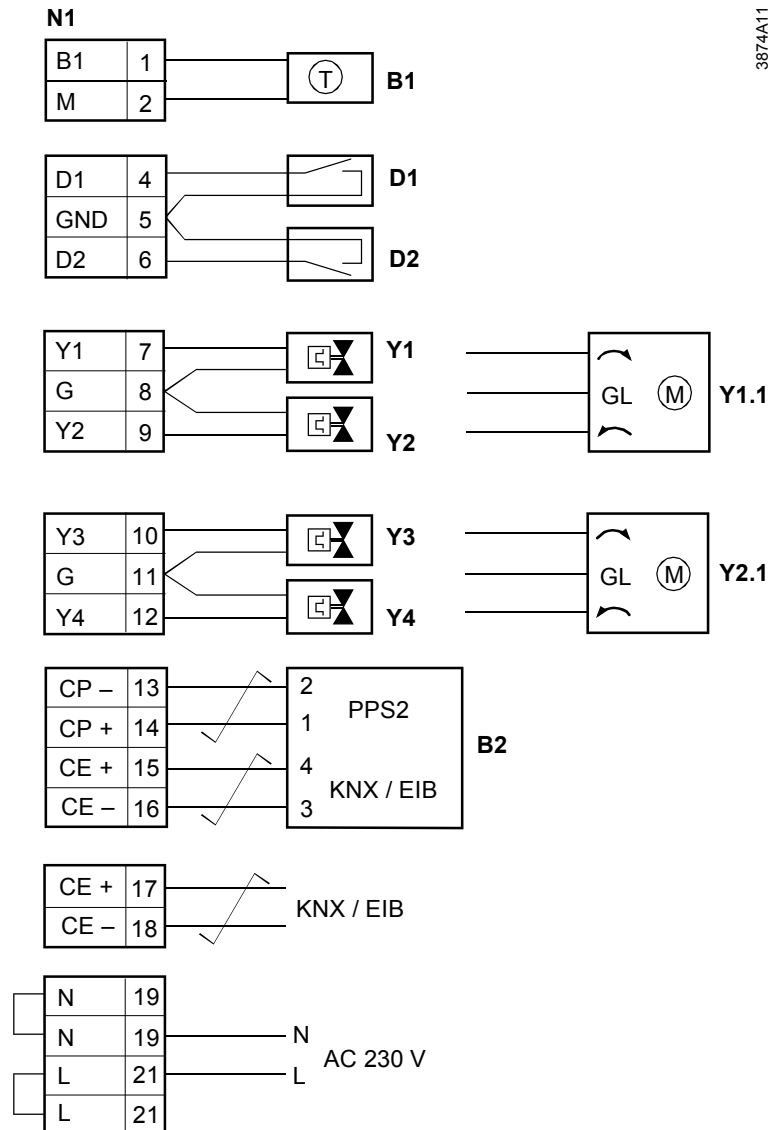 N1
3874A11
B1 1
M 2
T
B1
D1 4
GND 5
D2 6
D1
D2
Y1 7
G 8
Y2 9
Y1
Y2
GL M
Y1.1
Y3 10
G 11
Y4 12
Y3
Y4
GL M
Y2.1
CP – 13
CP + 14
CE + 15
CE – 16
2
1
4
3
PPS2
KNX / EIB
B2
CE + 17
CE – 18
KNX / EIB
N 19
N 19
L 21
L 21
N
L
AC 230 V